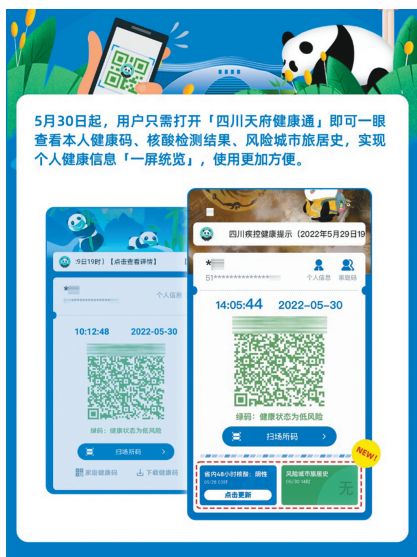 5月30日起，用户只需打开「四川天府健康通」即可一眼
查看本人健康码、核酸检测结果、风险城市旅居史，实现
个人健康信息「一屏统览」，使用更加方便。
:9日19时）【点击查看详情】
*
个人信息
10:12:48 2022-05-30
绿码：健康状态为低风险
扫场所码 >
家庭健康码 下载健康码
四川疾控健康提示（2022年5月29日19
*
51***************
个人信息 家庭码
14:05:44 2022-05-30
绿码：健康状态为低风险
扫场所码 >
NEW!
省内48小时核酸：阴性
点击更新
风险城市旅居史
05/30 14时
无